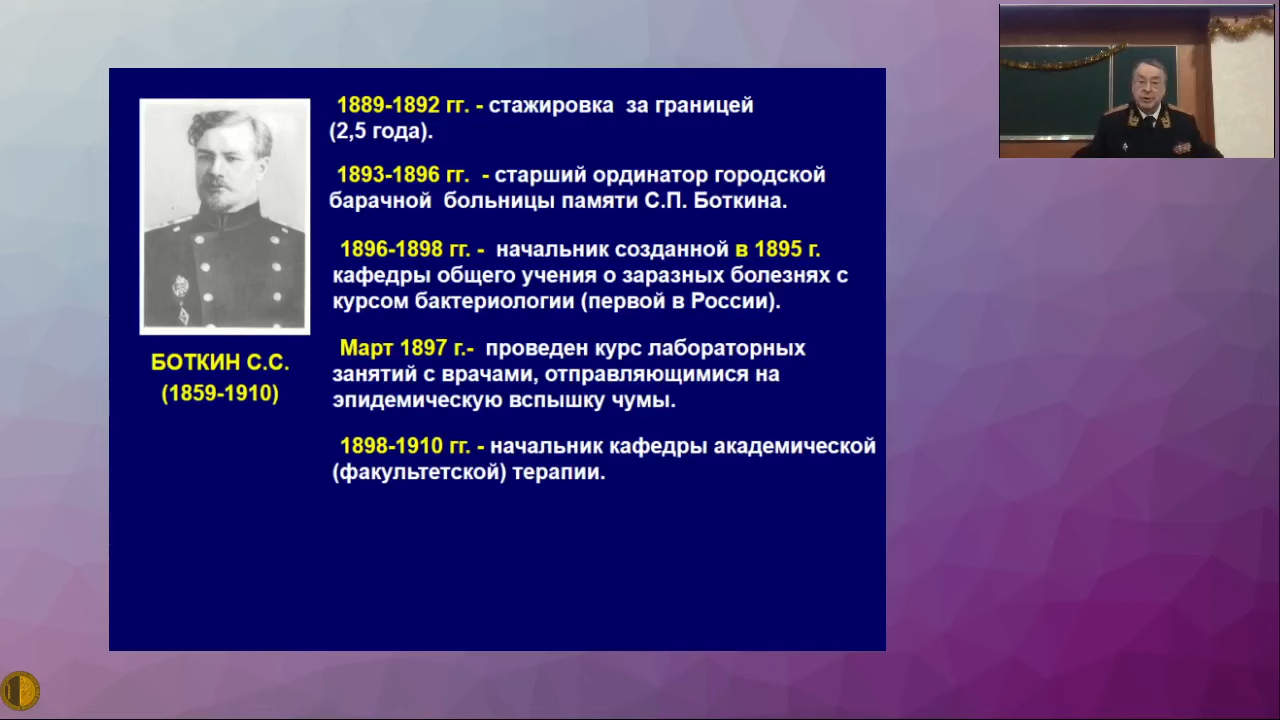 1889-1892 гг. - стажировка за границей
(2,5 года).
1893-1896 гг. - старший ординатор городской
барачной больницы памяти С.П. Боткина.
1896-1898 гг. - начальник созданной в 1895 г.
кафедры общего учения о заразных болезнях с
курсом бактериологии (первой в России).
Март 1897 г.- проведен курс лабораторных
занятий с врачами, отправляющимися на
эпидемическую вспышку чумы.
1898-1910 гг. - начальник кафедры академической
(факультетской) терапии.
БОТКИН С.С.
(1859-1910)